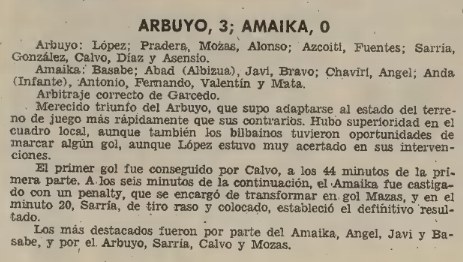 ARBUYO, 3; AMAIKA, 0
Arbuyo: López; Pradera, Mozas, Alonso; Azcoiti, Fuentes; Sarría,
González, Calvo, Díaz y Asensio.
Amaika: Basabe; Abad (Albizua), Javi, Bravo; Chaviri, Angel; Anda
(Infante), Antonio, Fernando, Valentín y Mata.
Arbitraje correcto de Garcedo.
Merecido triunfo del Arbuyo, que supo adaptarse al estado del terre-
no de juego más rápidamente que sus contrarios. Hubo superioridad en el
cuadro local, aunque también los bilbainos tuvieron oportunidades de
marcar algún gol, aunque López estuvo muy acertado en sus interven-
ciones.
El primer gol fue conseguido por Calvo, a los 44 minutos de la pri-
mera parte. A los seis minutos de la continuación, el Amaika fue castiga-
do con un penalty, que se encargó de transformar en gol Mazas, y en el
minuto 20, Sarría, de tiro raso y colocado, estableció el definitivo resul-
tado.
Los más destacados fueron por parte del Amaika, Angel, Javi y Ba-
sabe, y por el Arbuyo, Sarría, Calvo y Mozas.